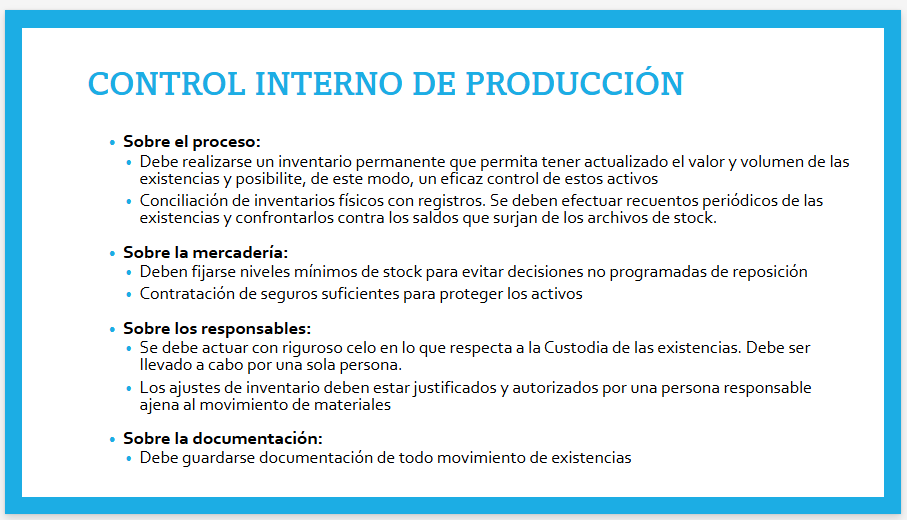 CONTROL INTERNO DE PRODUCCIÓN
• Sobre el proceso:
• Debe realizarse un inventario permanente que permita tener actualizado el valor y volumen de las
existencias y posibilite, de este modo, un eficaz control de estos activos
• Conciliación de inventarios físicos con registros. Se deben efectuar recuentos periódicos de las
existencias y confrontarlos contra los saldos que surjan de los archivos de stock.
• Sobre la mercadería:
• Deben fijarse niveles mínimos de stock para evitar decisiones no programadas de reposición
• Contratación de seguros suficientes para proteger los activos
• Sobre los responsables:
• Se debe actuar con riguroso celo en lo que respecta a la Custodia de las existencias. Debe ser
llevado a cabo por una sola persona.
• Los ajustes de inventario deben estar justificados y autorizados por una persona responsable
ajena al movimiento de materiales
• Sobre la documentación:
• Debe guardarse documentación de todo movimiento de existencias